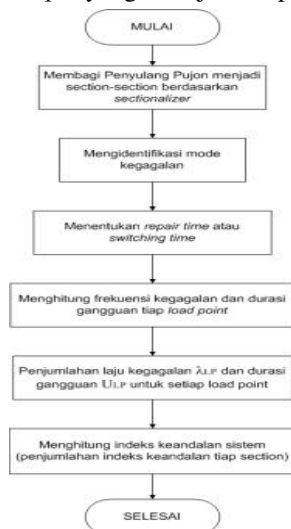 MULAI
Membagi Penyulang Pujon menjadi
section-section berdasarkan
sectionalizer
Mengidentifikasi mode
kegagalan
Menentukan repair time atau
switching time
Menghitung frekuensi kegagalan dan durasi
gangguan tiap load point
Penjumlahan laju kegagalan λLP dan durasi
gangguan ULP untuk setiap load point
Menghitung indeks keandalan sistem
(penjumlahan indeks keandalan tiap section)
SELESAI